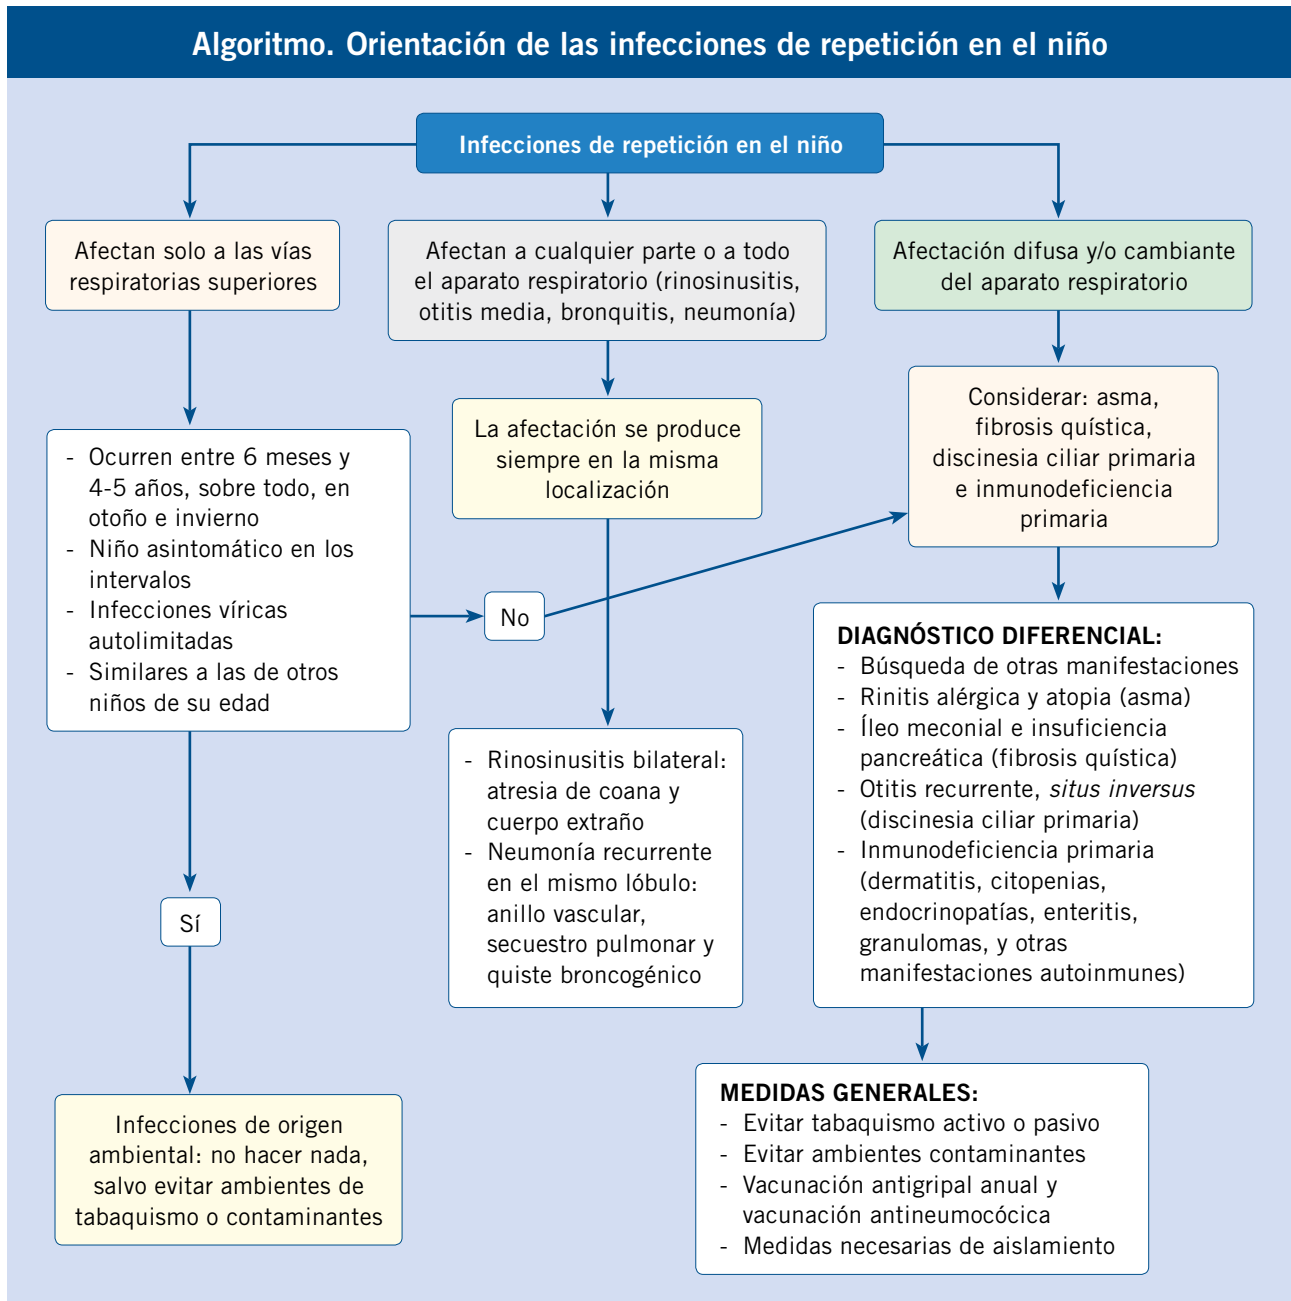 Algoritmo. Orientación de las infecciones de repetición en el niño
Infecciones de repetición en el niño
Afectan solo a las vías
respiratorias superiores
Afectan a cualquier parte o a todo
el aparato respiratorio (rinosinusitis,
otitis media, bronquitis, neumonía)
Afectación difusa y/o cambiante
del aparato respiratorio
- Ocurren entre 6 meses y
4-5 años, sobre todo, en
otoño e invierno
- Niño asintomático en los
intervalos
- Infecciones víricas
autolimitadas
- Similares a las de otros
niños de su edad
La afectación se produce
siempre en la misma
localización
Considerar: asma,
fibrosis quística,
discinesia ciliar primaria
e inmunodeficiencia
primaria
No
- Rinosinusitis bilateral:
atresia de coana y
cuerpo extraño
- Neumonía recurrente
en el mismo lóbulo:
anillo vascular,
secuestro pulmonar y
quiste broncogénico
DIAGNÓSTICO DIFERENCIAL:
- Búsqueda de otras manifestaciones
- Rinitis alérgica y atopia (asma)
- Íleo meconial e insuficiencia
pancreática (fibrosis quística)
- Otitis recurrente, situs inversus
(discinesia ciliar primaria)
- Inmunodeficiencia primaria
(dermatitis, citopenias,
endocrinopatías, enteritis,
granulomas, y otras
manifestaciones autoinmunes)
Sí
Infecciones de origen
ambiental: no hacer nada,
salvo evitar ambientes de
tabaquismo o contaminantes
MEDIDAS GENERALES:
- Evitar tabaquismo activo o pasivo
- Evitar ambientes contaminantes
- Vacunación antigripal anual y
vacunación antineumocócica
- Medidas necesarias de aislamiento